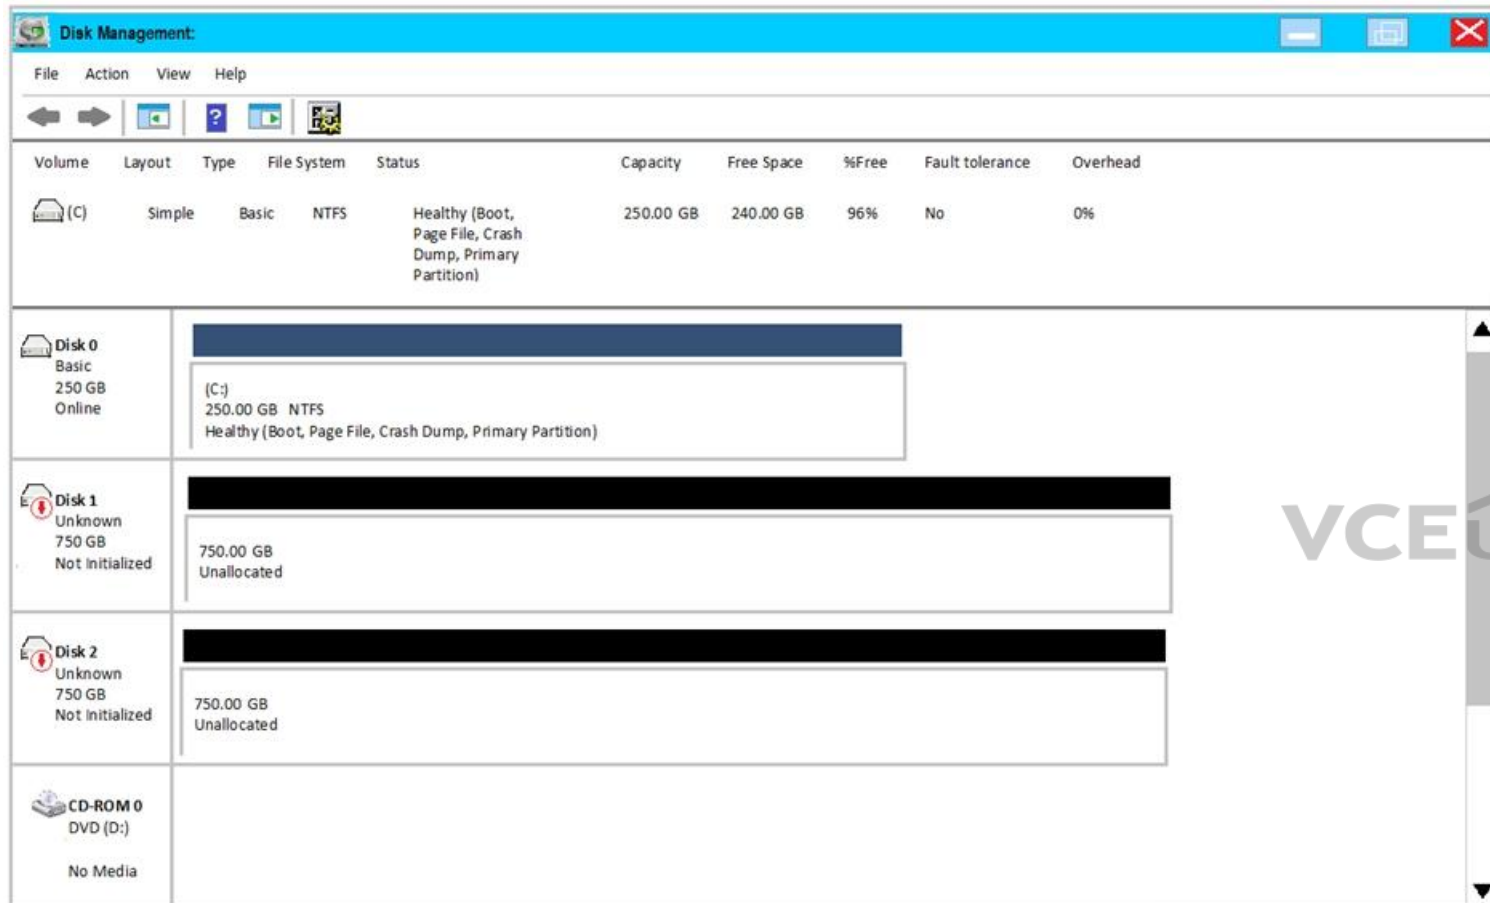 Disk Management:
File Action View Help
?
Volume Layout Type File System Status Capacity Free Space %Free Fault tolerance Overhead
(C) Simple Basic NTFS Healthy (Boot, 250.00 GB 240.00 GB 96% No 0%
Page File, Crash
Dump, Primary
Partition)
Disk 0
Basic
250 GB
Online
(C:)
250.00 GB NTFS
Healthy (Boot, Page File, Crash Dump, Primary Partition)
Disk 1
Unknown
750 GB
Not Initialized
750.00 GB
Unallocated
VCE
Disk 2
Unknown
750 GB
Not Initialized
750.00 GB
Unallocated
CD-ROM 0
DVD (D:)
No Media